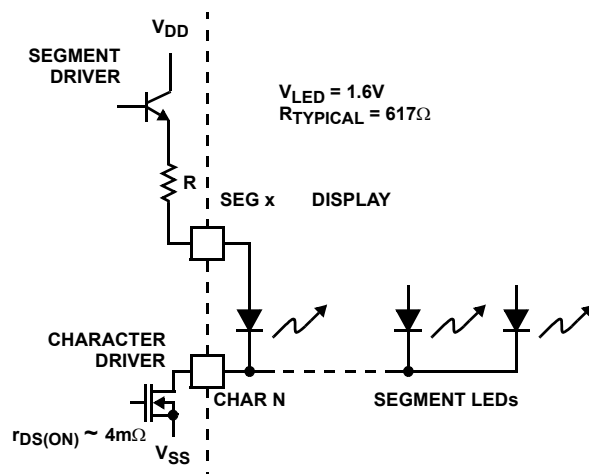 VDD
SEGMENT
DRIVER
VLED = 1.6V
RTYPICAL = 617Ω
R
SEG x
DISPLAY
CHARACTER
DRIVER
CHAR N
SEGMENT LEDs
rDS(ON) ~ 4mΩ
VSS